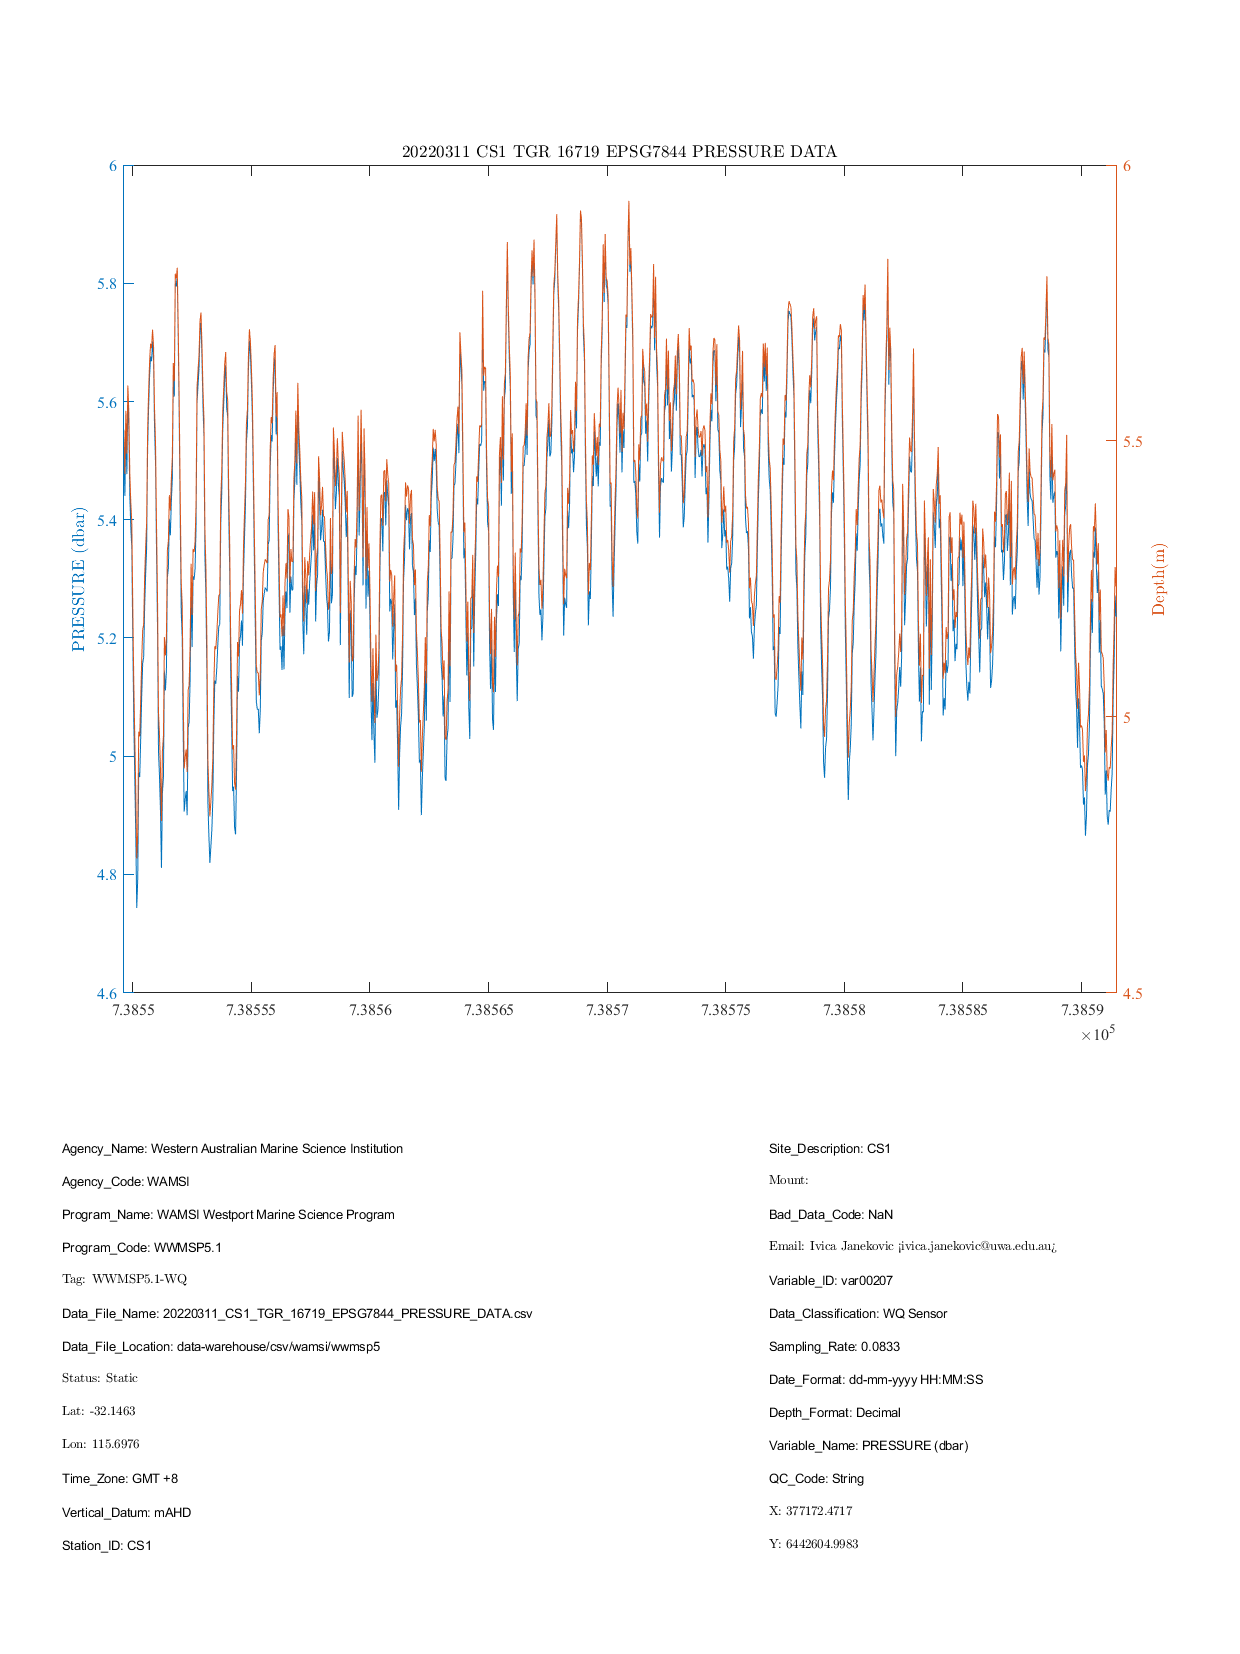 20220311 CS1 TGR 16719 EPSG7844 PRESSURE DATA
6
5.8
5.6
5.4
5.2
5
4.8
4.6
PRESSURE (dbar)
6
5.5
5
4.5
Depth(m)
7.3855
7.38555
7.3856
7.38565
7.3857
7.38575
7.3858
7.38585
7.3859
×10^5
Agency_Name: Western Australian Marine Science Institution
Agency_Code: WAMSI
Program_Name: WAMSI Westport Marine Science Program
Program_Code: WWMSP5.1
Tag: WWMSP5.1-WQ
Data_File_Name: 20220311_CS1_TGR_16719_EPSG7844_PRESSURE_DATA.csv
Data_File_Location: data-warehouse/csv/wamsi/wwmsp5
Status: Static
Lat: -32.1463
Lon: 115.6976
Time_Zone: GMT +8
Vertical_Datum: mAHD
Station_ID: CS1
Site_Description: CS1
Mount:
Bad_Data_Code: NaN
Email: Ivica Janekovic ¡ivica.janekovic@uwa.edu.au¿
Variable_ID: var00207
Data_Classification: WQ Sensor
Sampling_Rate: 0.0833
Date_Format: dd-mm-yyyy HH:MM:SS
Depth_Format: Decimal
Variable_Name: PRESSURE (dbar)
QC_Code: String
X: 377172.4717
Y: 6442604.9983